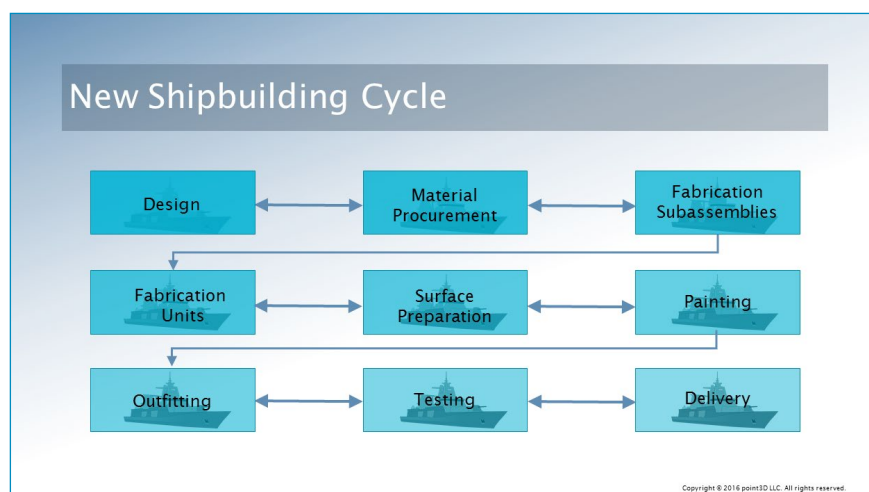 New Shipbuilding Cycle
Design
Material
Procurement
Fabrication
Subassemblies
Fabrication
Units
Surface
Preparation
Painting
Outfitting
Testing
Delivery
Copyright © 2016 point3D LLC. All rights reserved.